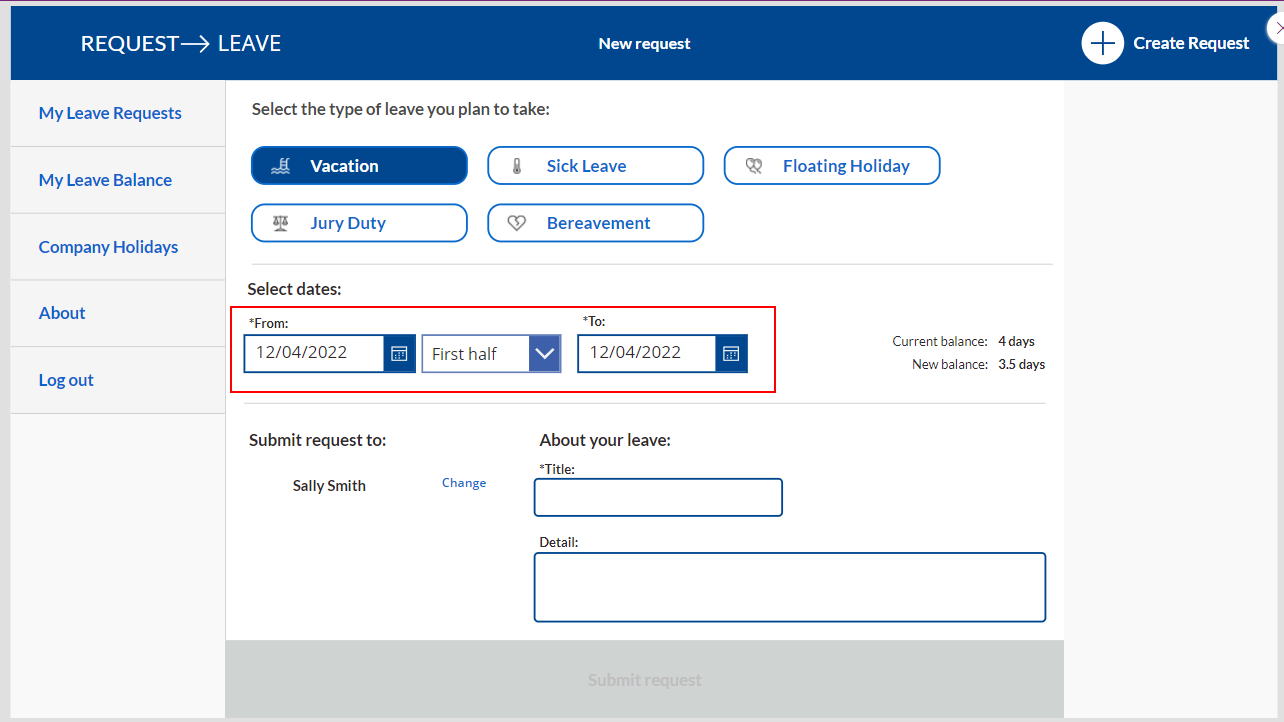 REQUEST→LEAVE
New request
Create Request
My Leave Requests
My Leave Balance
Company Holidays
About
Log out
Select the type of leave you plan to take:
Vacation
Sick Leave
Floating Holiday
Jury Duty
Bereavement
Select dates:
*From:
*To:
12/04/2022
First half
12/04/2022
Current balance: 4 days
New balance: 3.5 days
Submit request to:
Sally Smith
Change
About your leave:
*Title:
Detail:
Submit request